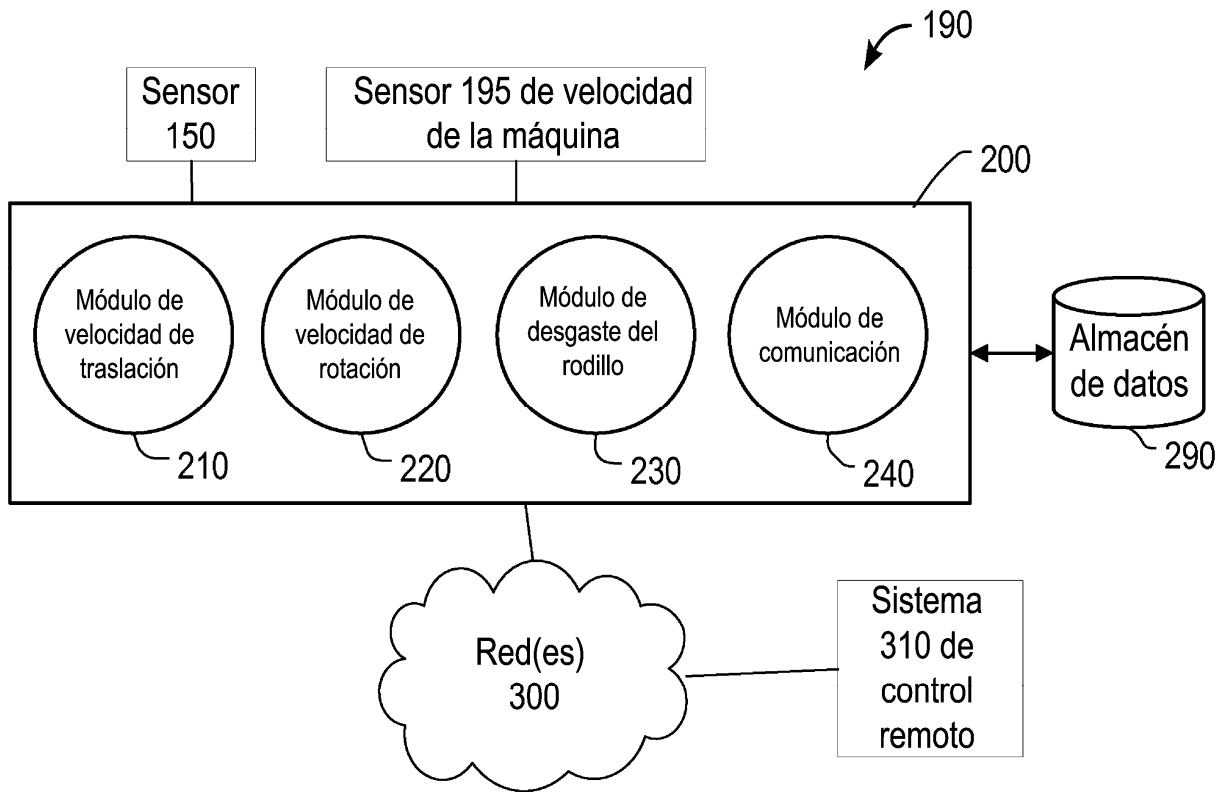 190
Sensor
150
Sensor 195 de velocidad
de la máquina
200
Módulo de
velocidad de
traslación
Módulo de
velocidad de
rotación
Módulo de
desgaste del
rodillo
Módulo de
comunicación
Almacén
de datos
210
220
230
240
290
Red(es)
300
Sistema
310 de
control
remoto